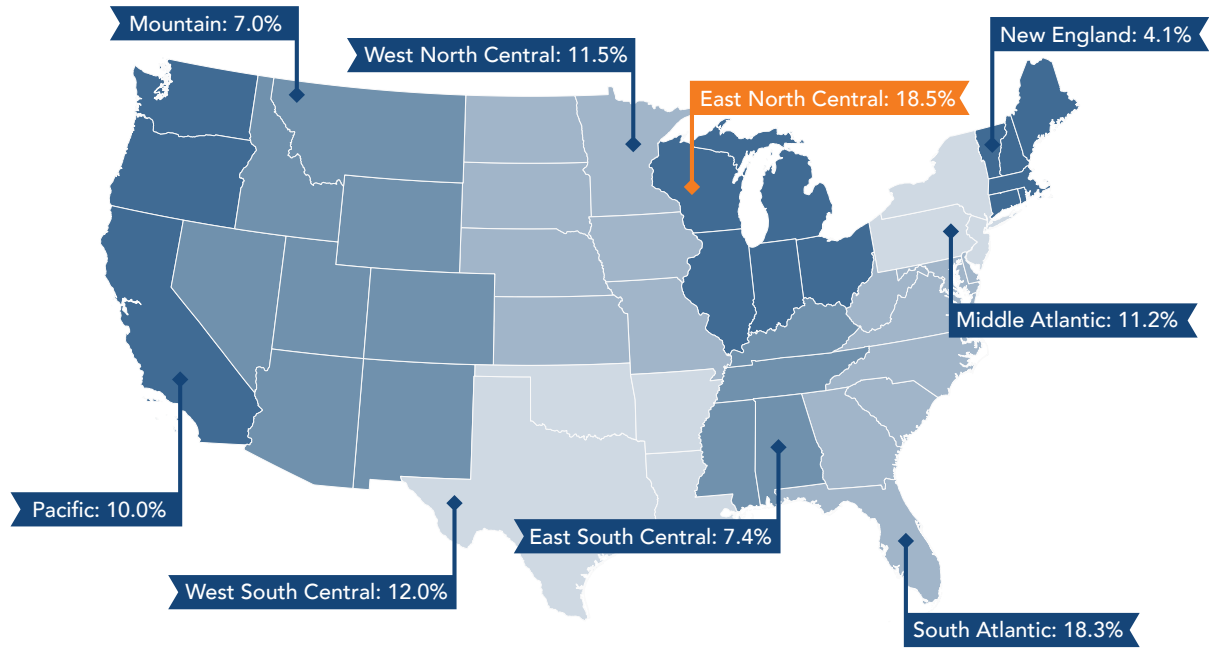 Mountain: 7.0%
New England: 4.1%
West North Central: 11.5%
East North Central: 18.5%
Middle Atlantic: 11.2%
Pacific: 10.0%
East South Central: 7.4%
West South Central: 12.0%
South Atlantic: 18.3%